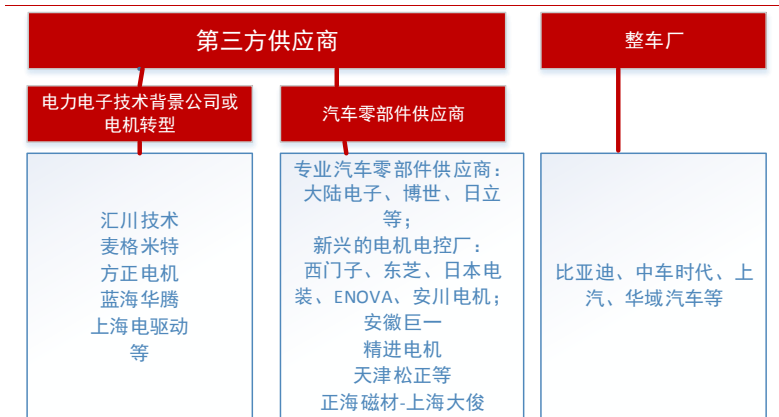 第三方供应商
整车厂
电力电子技术背景公司或
电机转型
汽车零部件供应商
汇川技术
麦格米特
方正电机
蓝海华腾
上海电驱动
等
专业汽车零部件供应商：
大陆电子、博世、日立
等；
新兴的电机电控厂：
西门子、东芝、日本电
装、ENOVA、安川电机；
安徽巨一
精进电机
天津松正等
正海磁材-上海大俊
比亚迪、中车时代、上
汽、华域汽车等